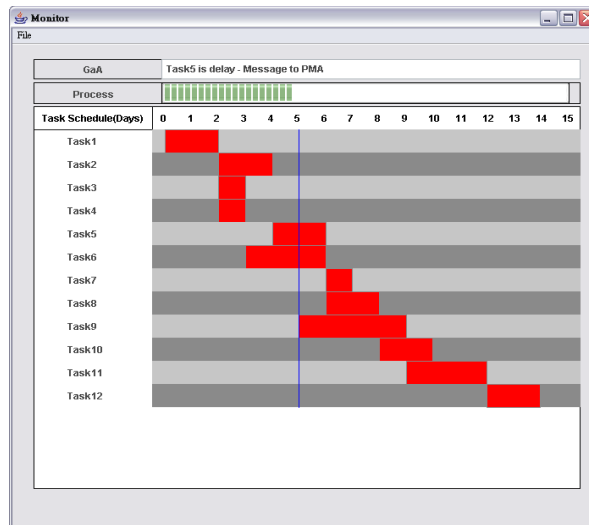 Monitor
File
GaA Task5 is delay - Message to PMA
Process
Task Schedule(Days) 0 1 2 3 4 5 6 7 8 9 10 11 12 13 14 15
Task1
Task2
Task3
Task4
Task5
Task6
Task7
Task8
Task9
Task10
Task11
Task12